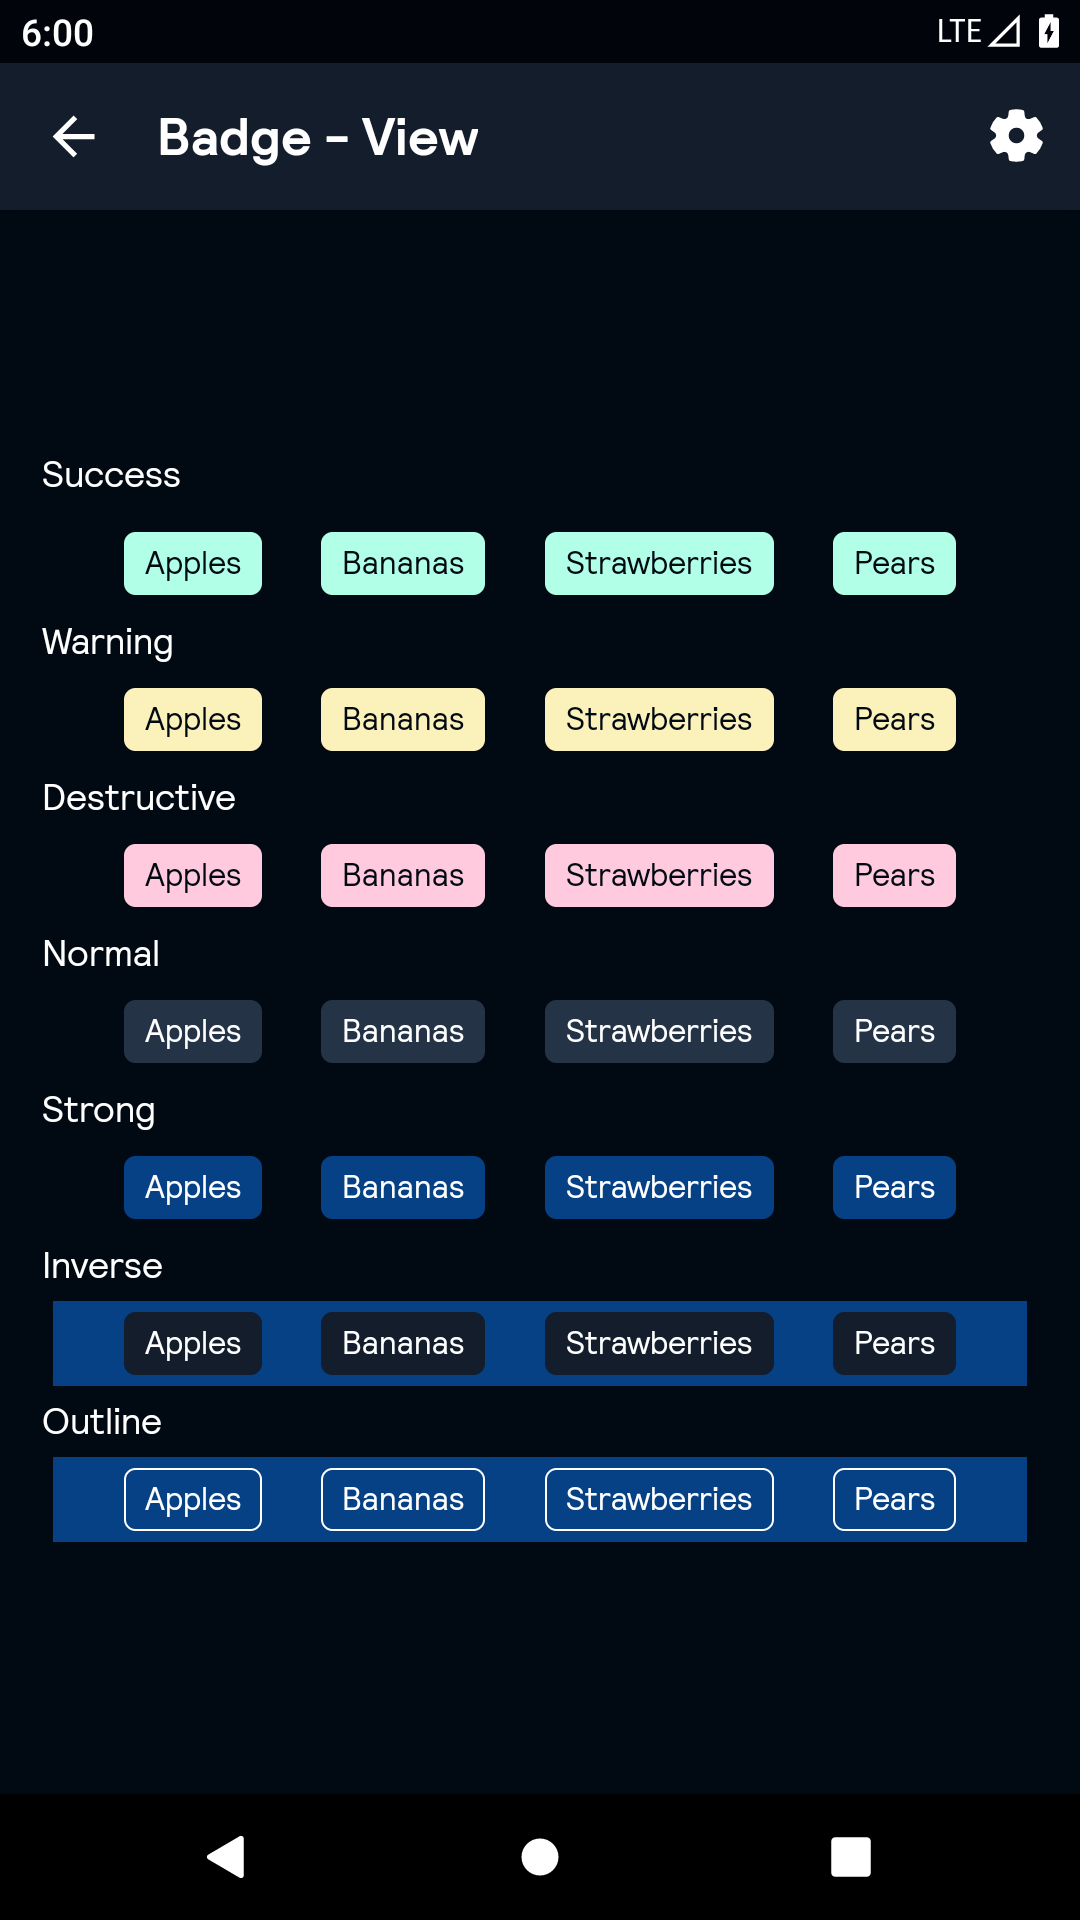 6:00 LTE
Badge - View
Success
Apples Bananas Strawberries Pears
Warning
Apples Bananas Strawberries Pears
Destructive
Apples Bananas Strawberries Pears
Normal
Apples Bananas Strawberries Pears
Strong
Apples Bananas Strawberries Pears
Inverse
Apples Bananas Strawberries Pears
Outline
Apples Bananas Strawberries Pears